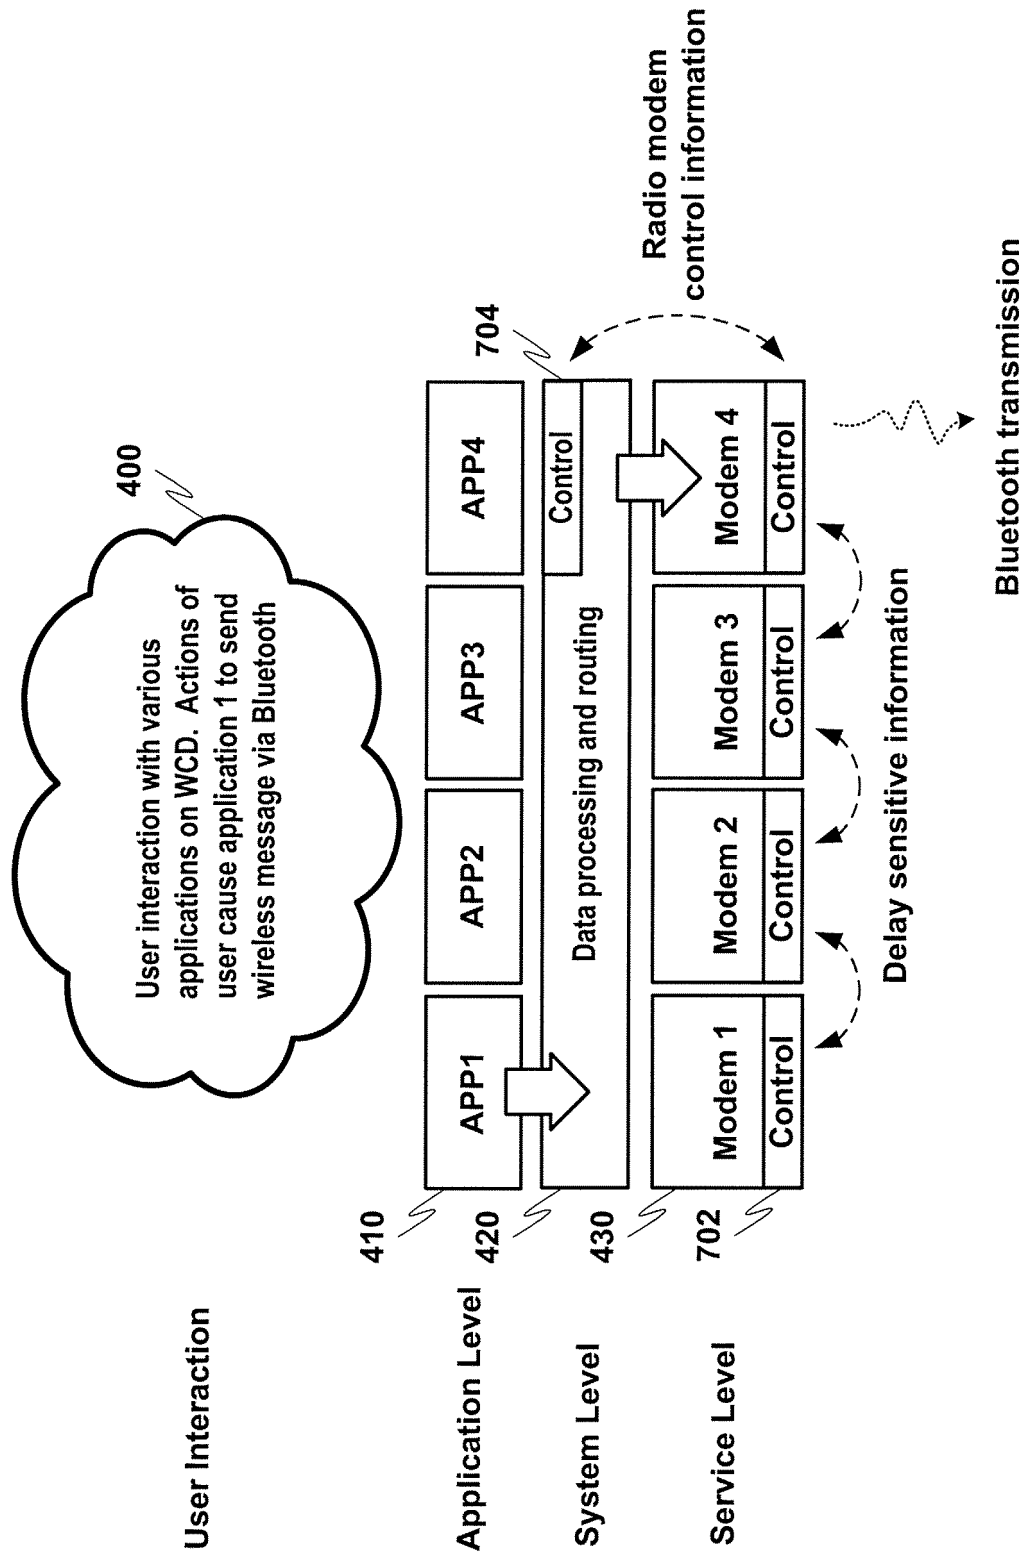 User Interaction
400
User interaction with various
applications on WCD. Actions of
user cause application 1 to send
wireless message via Bluetooth
Application Level
410
APP1
APP2
APP3
APP4
704
System Level
420
Data processing and routing
Control
Radio modem
control information
Service Level
430
Modem 1
Modem 2
Modem 3
Modem 4
702
Control
Control
Control
Control
Delay sensitive information
Bluetooth transmission